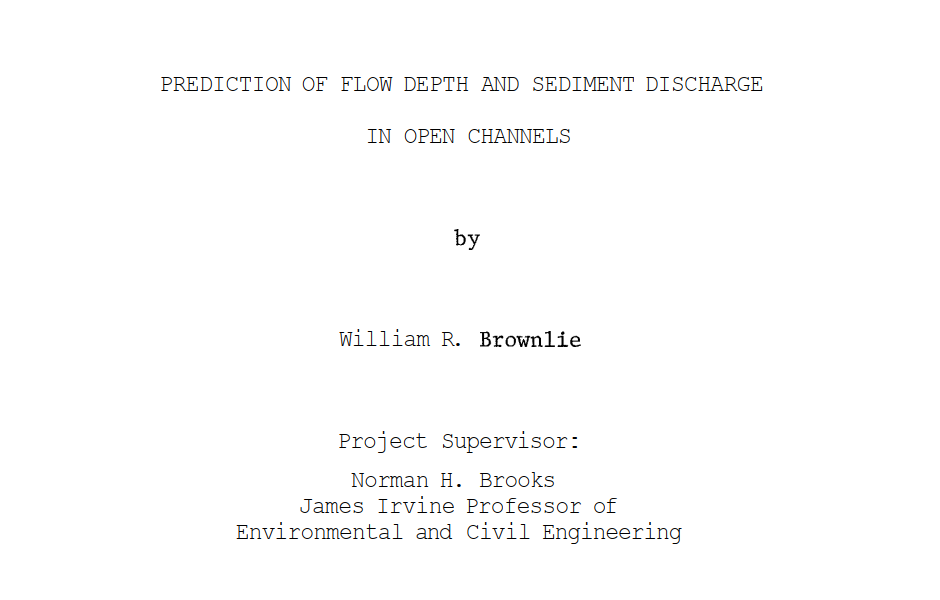 PREDICTION OF FLOW DEPTH AND SEDIMENT DISCHARGE
IN OPEN CHANNELS
by
William R. Brownlie
Project Supervisor:
Norman H. Brooks
James Irvine Professor of
Environmental and Civil Engineering